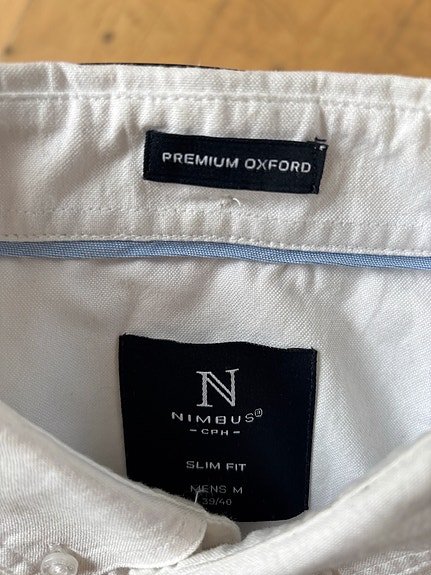 PREMIUM OXFORD
N
NIMBUS®
- CPH -
SLIM FIT
MENS M
39/40